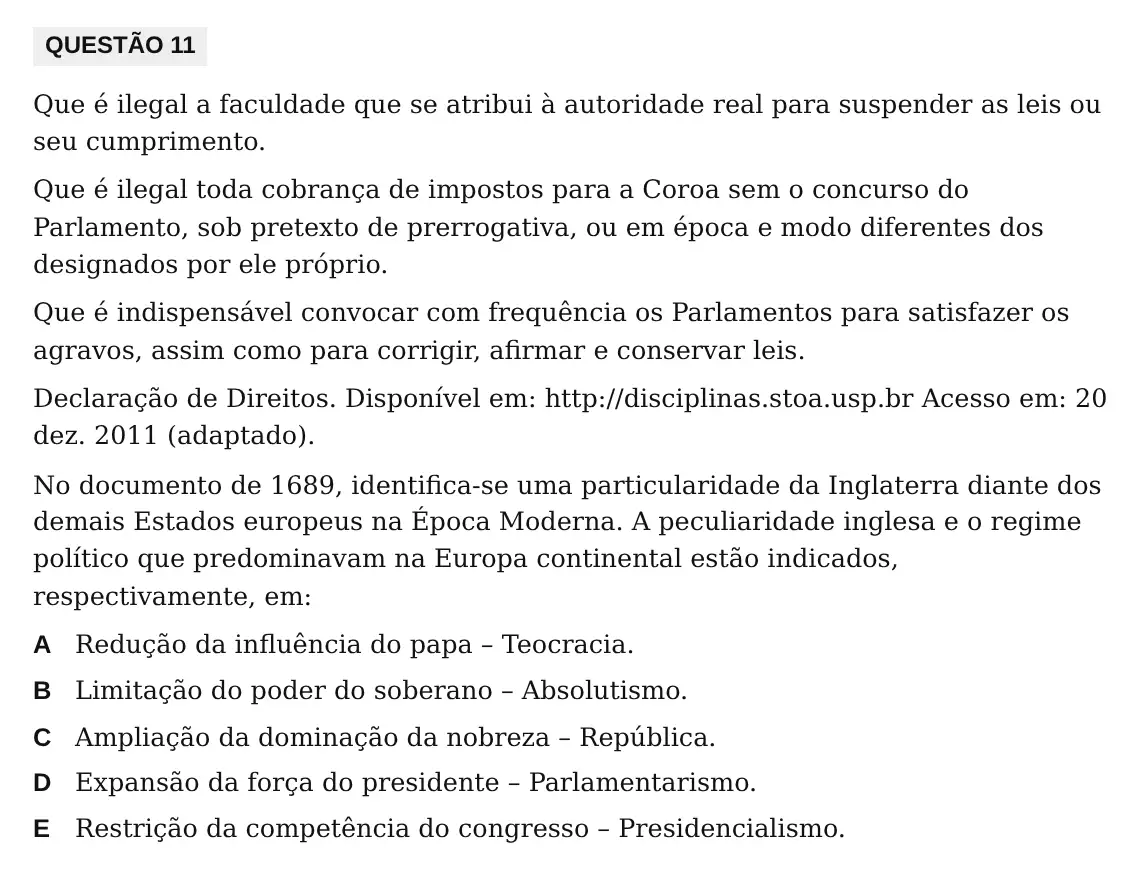 QUESTÃO 11
Que é ilegal a faculdade que se atribui à autoridade real para suspender as leis ou
seu cumprimento.
Que é ilegal toda cobrança de impostos para a Coroa sem o concurso do
Parlamento, sob pretexto de prerrogativa, ou em época e modo diferentes dos
designados por ele próprio.
Que é indispensável convocar com frequência os Parlamentos para satisfazer os
agravos, assim como para corrigir, afirmar e conservar leis.
Declaração de Direitos. Disponível em: http://disciplinas.stoa.usp.br Acesso em: 20
dez. 2011 (adaptado).
No documento de 1689, identifica-se uma particularidade da Inglaterra diante dos
demais Estados europeus na Época Moderna. A peculiaridade inglesa e o regime
político que predominavam na Europa continental estão indicados,
respectivamente, em:
A Redução da influência do papa – Teocracia.
B Limitação do poder do soberano – Absolutismo.
C Ampliação da dominação da nobreza – República.
D Expansão da força do presidente – Parlamentarismo.
E Restrição da competência do congresso – Presidencialismo.